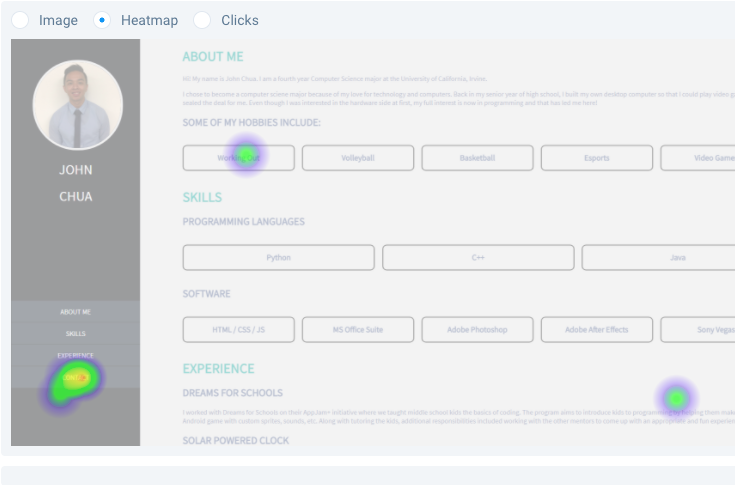 Image Heatmap Clicks
JOHN
CHUA
ABOUT ME
SKILLS
EXPERIENCE
ABOUT ME
Hi! My name is John Chua. I am a fourth year Computer Science major at the University of California, Irvine.
I chose to become a computer science major because of my love for technology and computers. Back in my senior year of high school, I built my own desktop computer so that I could play video
sealed the deal for me. Even though I was interested in the hardware side at first, my full interest is now in programming and that has led me here!
SOME OF MY HOBBIES INCLUDE:
Working Out Volleyball Basketball Esports Video Game
SKILLS
PROGRAMMING LANGUAGES
Python C++ Java
SOFTWARE
HTML / CSS / JS MS Office Suite Adobe Photoshop Adobe After Effects Sony Vegas
EXPERIENCE
DREAMS FOR SCHOOLS
I worked with Dreams for Schools on their AppJam+ initiative where we taught middle school kids the basics of coding. The program aims to introduce kids to programming by helping them make
Android game with custom sprites, sounds, etc. Along with tutoring the kids, additional responsibilities included working with the other mentors to come up with an appropriate and fun
SOLAR POWERED CLOCK